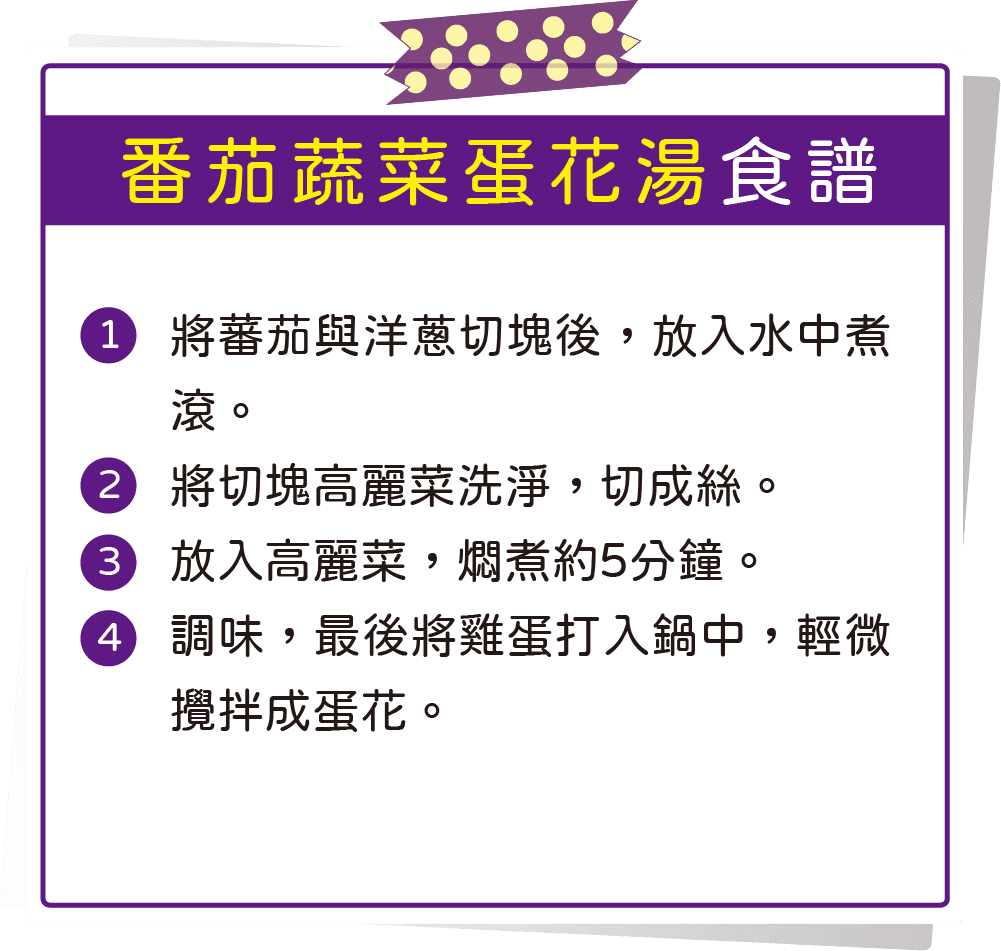 番茄蔬菜蛋花湯食譜
1 將蕃茄與洋蔥切塊後，放入水中煮
滾。
2 將切塊高麗菜洗淨，切成絲。
3 放入高麗菜，燜煮約5分鐘。
4 調味，最後將雞蛋打入鍋中，輕微
攪拌成蛋花。